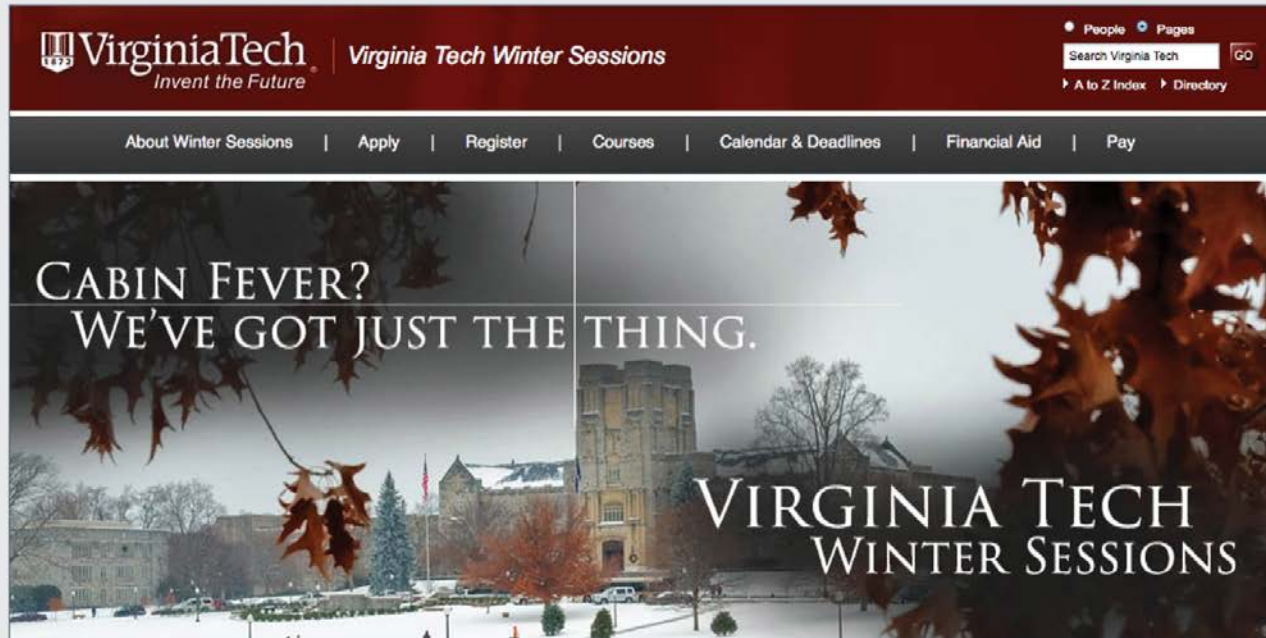 VirginiaTech
Invent the Future
1872
Virginia Tech Winter Sessions
People Pages
Search Virginia Tech GO
A to Z Index Directory
About Winter Sessions | Apply | Register | Courses | Calendar & Deadlines | Financial Aid | Pay
CABIN FEVER?
WE'VE GOT JUST THE THING.
VIRGINIA TECH
WINTER SESSIONS